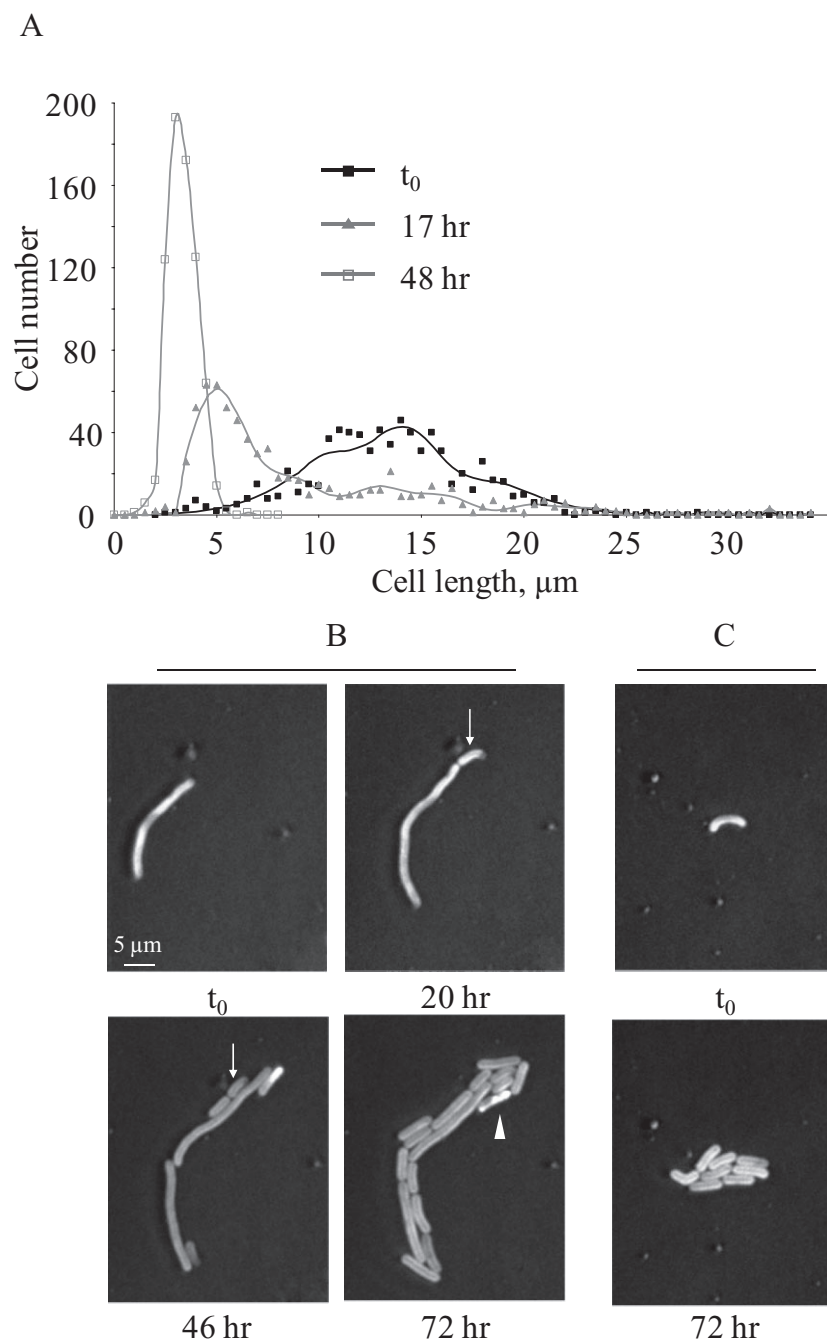 A
200
160
120
80
40
0
Cell number
t₀
17 hr
48 hr
0 5 10 15 20 25 30
Cell length, µm
B C
5 µm
t₀ 20 hr t₀
46 hr 72 hr 72 hr